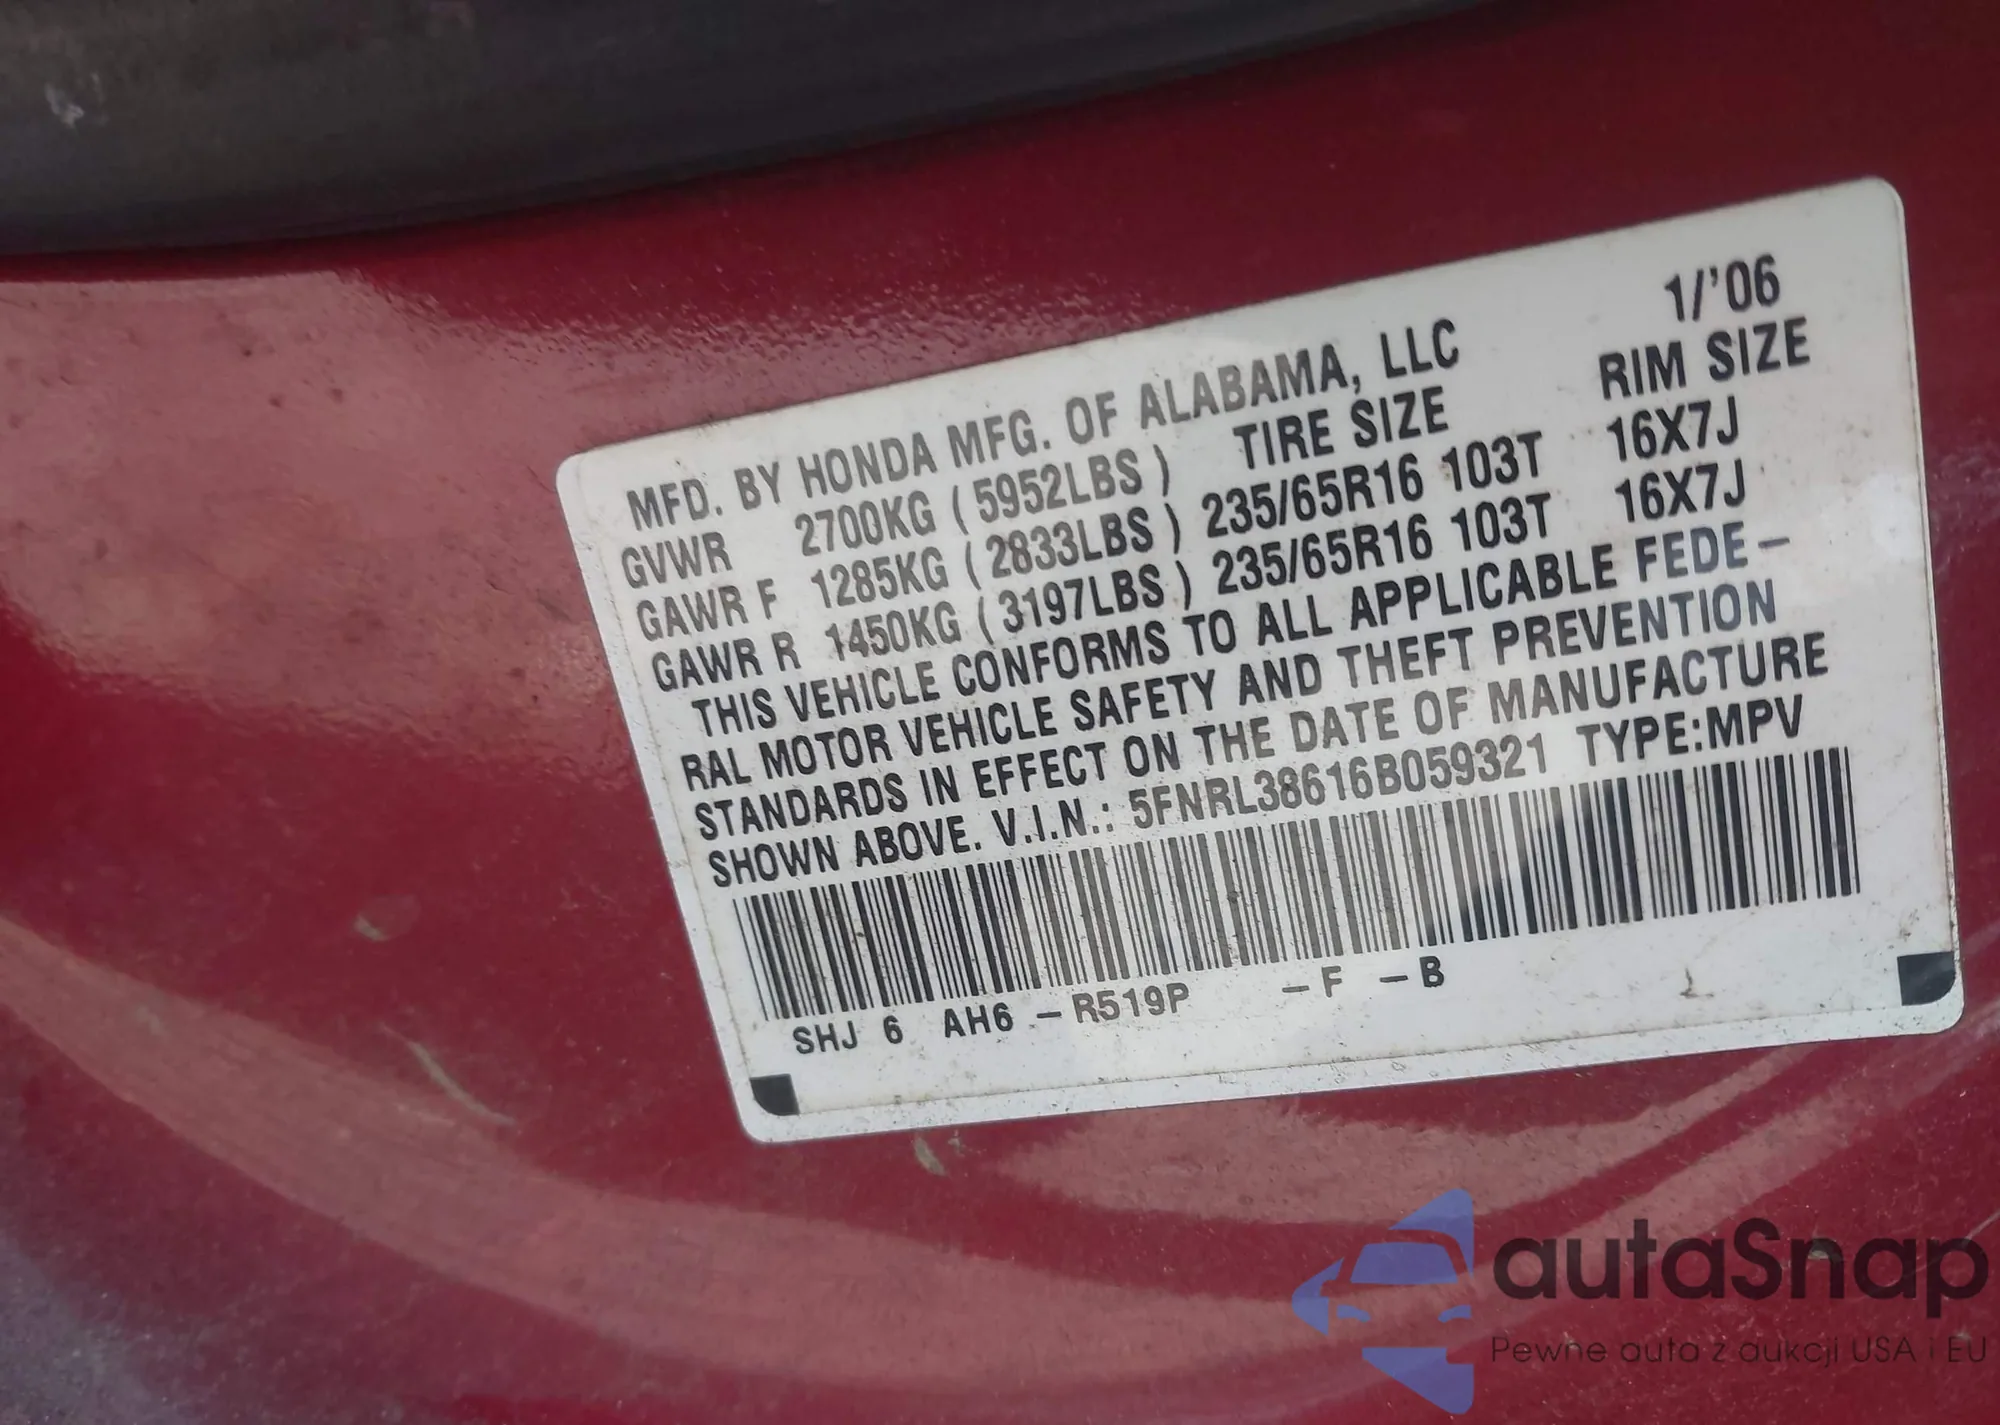 1/'06
MFD. BY HONDA MFG. OF ALABAMA, LLC
TIRE SIZE RIM SIZE
GVWR 2700KG (5952LBS)
GAWR F 1285KG (2833LBS) 235/65R16 103T 16X7J
GAWR R 1450KG (3197LBS) 235/65R16 103T 16X7J
THIS VEHICLE CONFORMS TO ALL APPLICABLE FEDE-
RAL MOTOR VEHICLE SAFETY AND THEFT PREVENTION
STANDARDS IN EFFECT ON THE DATE OF MANUFACTURE
SHOWN ABOVE. V.I.N.: 5FNRL38616B059321 TYPE:MPV
SHJ 6 AH6 -R519P -F -B
autaSnap
Pewne auta z aukcji USA i EU